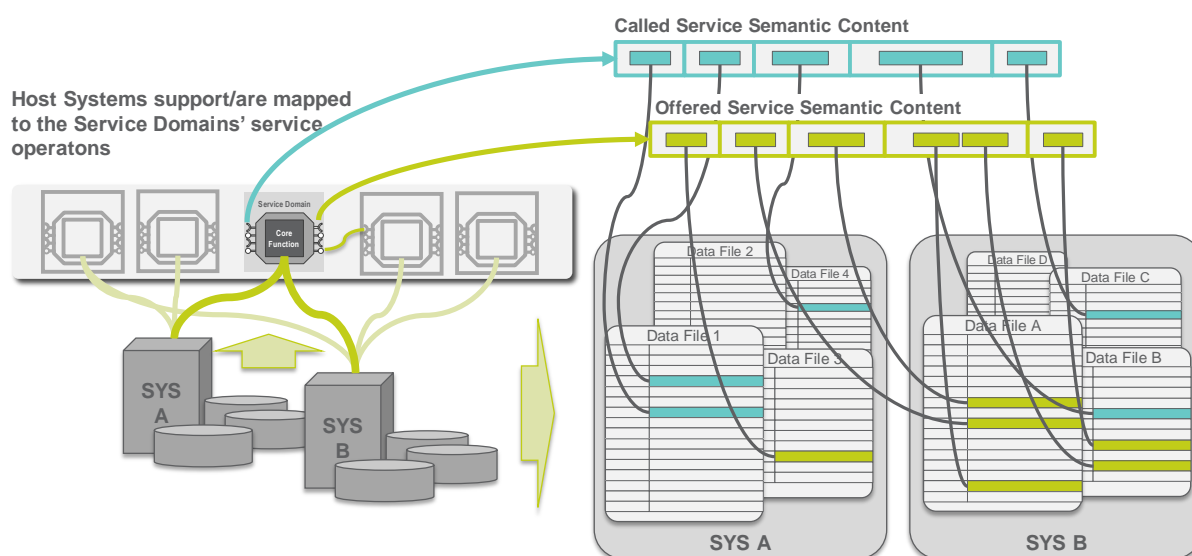 Called Service Semantic Content
Host Systems support/are mapped
to the Service Domains' service
operatons
Offered Service Semantic Content
Service Domain
Core
Function
Data File 2
Data File 4
Data File D
Data File C
Data File 1
Data File 3
Data File A
Data File B
SYS
A
SYS
B
SYS A
SYS B